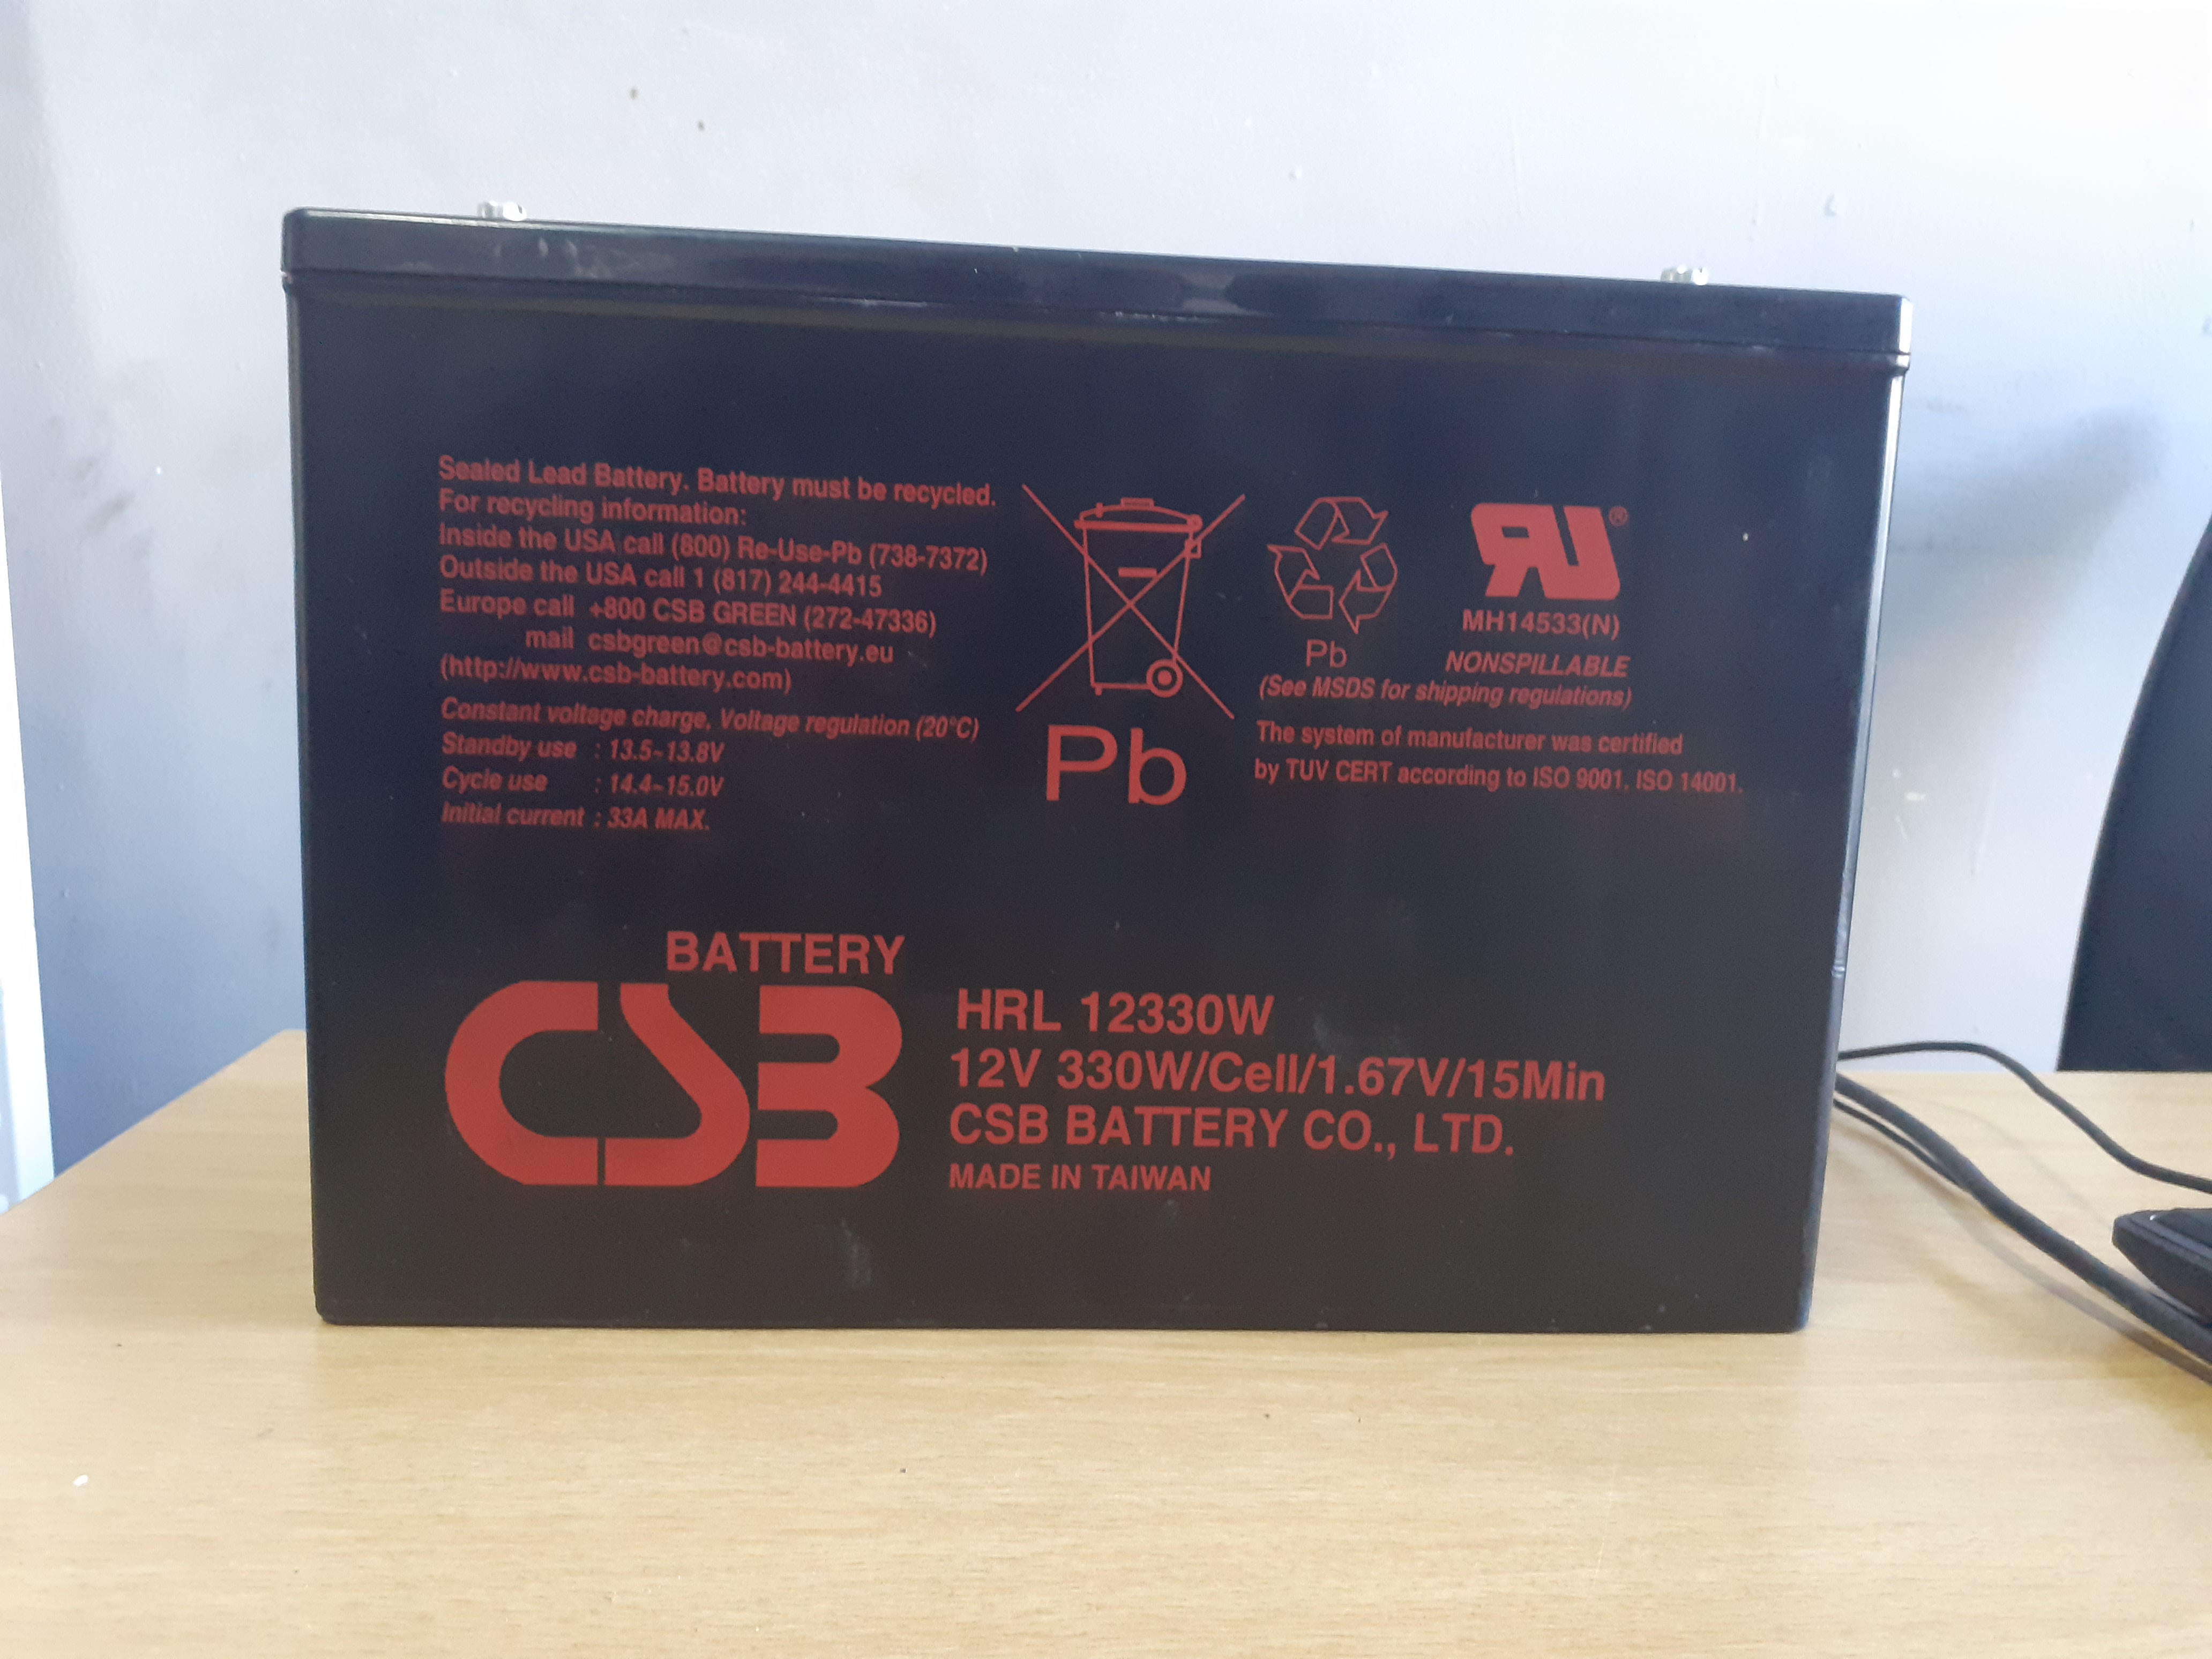 Sealed Lead Battery. Battery must be recycled.
For recycling information:
Inside the USA call (800) Re-Use-Pb (738-7372)
Outside the USA call 1 (817) 244-4415
Europe call +800 CSB GREEN (272-47336)
mail csbgreen@csb-battery.eu
(http://www.csb-battery.com)
Constant voltage charge, Voltage regulation (20°C)
Standby use : 13.5~13.8V
Cycle use : 14.4~15.0V
Initial current : 33A MAX.
Pb
Pb
RU®
MH14533(N)
NONSPILLABLE
(See MSDS for shipping regulations)
The system of manufacturer was certified
by TUV CERT according to ISO 9001, ISO 14001.
BATTERY
CSB
HRL 12330W
12V 330W/Cell/1.67V/15Min
CSB BATTERY CO., LTD.
MADE IN TAIWAN